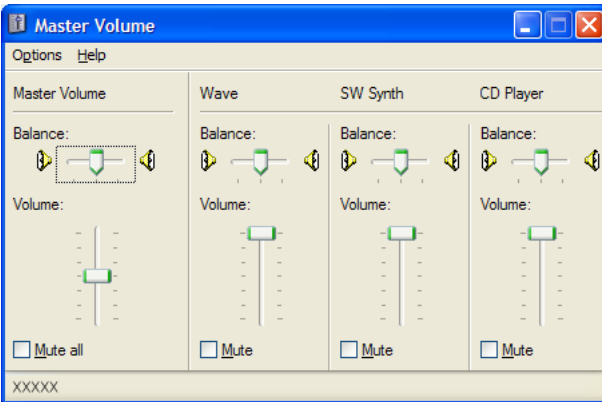 Master Volume
Options Help
Master Volume Wave SW Synth CD Player
Balance: Balance: Balance: Balance:
Volume: Volume: Volume: Volume:
Mute all Mute Mute Mute
XXXXX